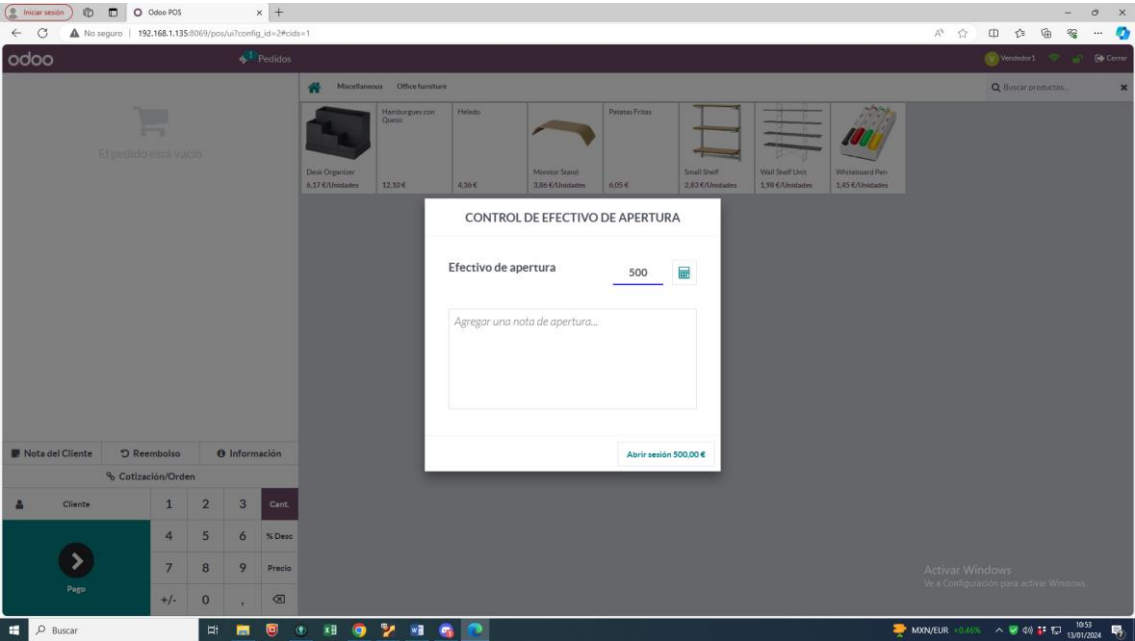 Iniciar sesión
Odoo POS
No seguro | 192.168.1.135:8069/pos/ui?config_id=2#cids=1
odoo
1 Pedidos
Vendedor1
Cerrar
Miscellaneous Office furniture
Buscar productos...
El pedido está vacío
Desk Organizer
6,17 €/Unidades
Hamburgues con
Queso
12,10 €
Helado
4,36 €
Monitor Stand
3,86 €/Unidades
Patatas Fritas
6,05 €
Small Shelf
2,83 €/Unidades
Wall Shelf Unit
1,98 €/Unidades
Whiteboard Pen
1,45 €/Unidades
CONTROL DE EFECTIVO DE APERTURA
Efectivo de apertura 500
Agregar una nota de apertura...
Abrir sesión 500,00 €
Nota del Cliente Reembolso Información
Cotización/Orden
Cliente 1 2 3 Cant.
4 5 6 % Desc
7 8 9 Precio
Pago
+/- 0 ,
Activar Windows
Ve a Configuración para activar Windows.
Buscar
MXN/EUR +0.46%
10:53
13/01/2024